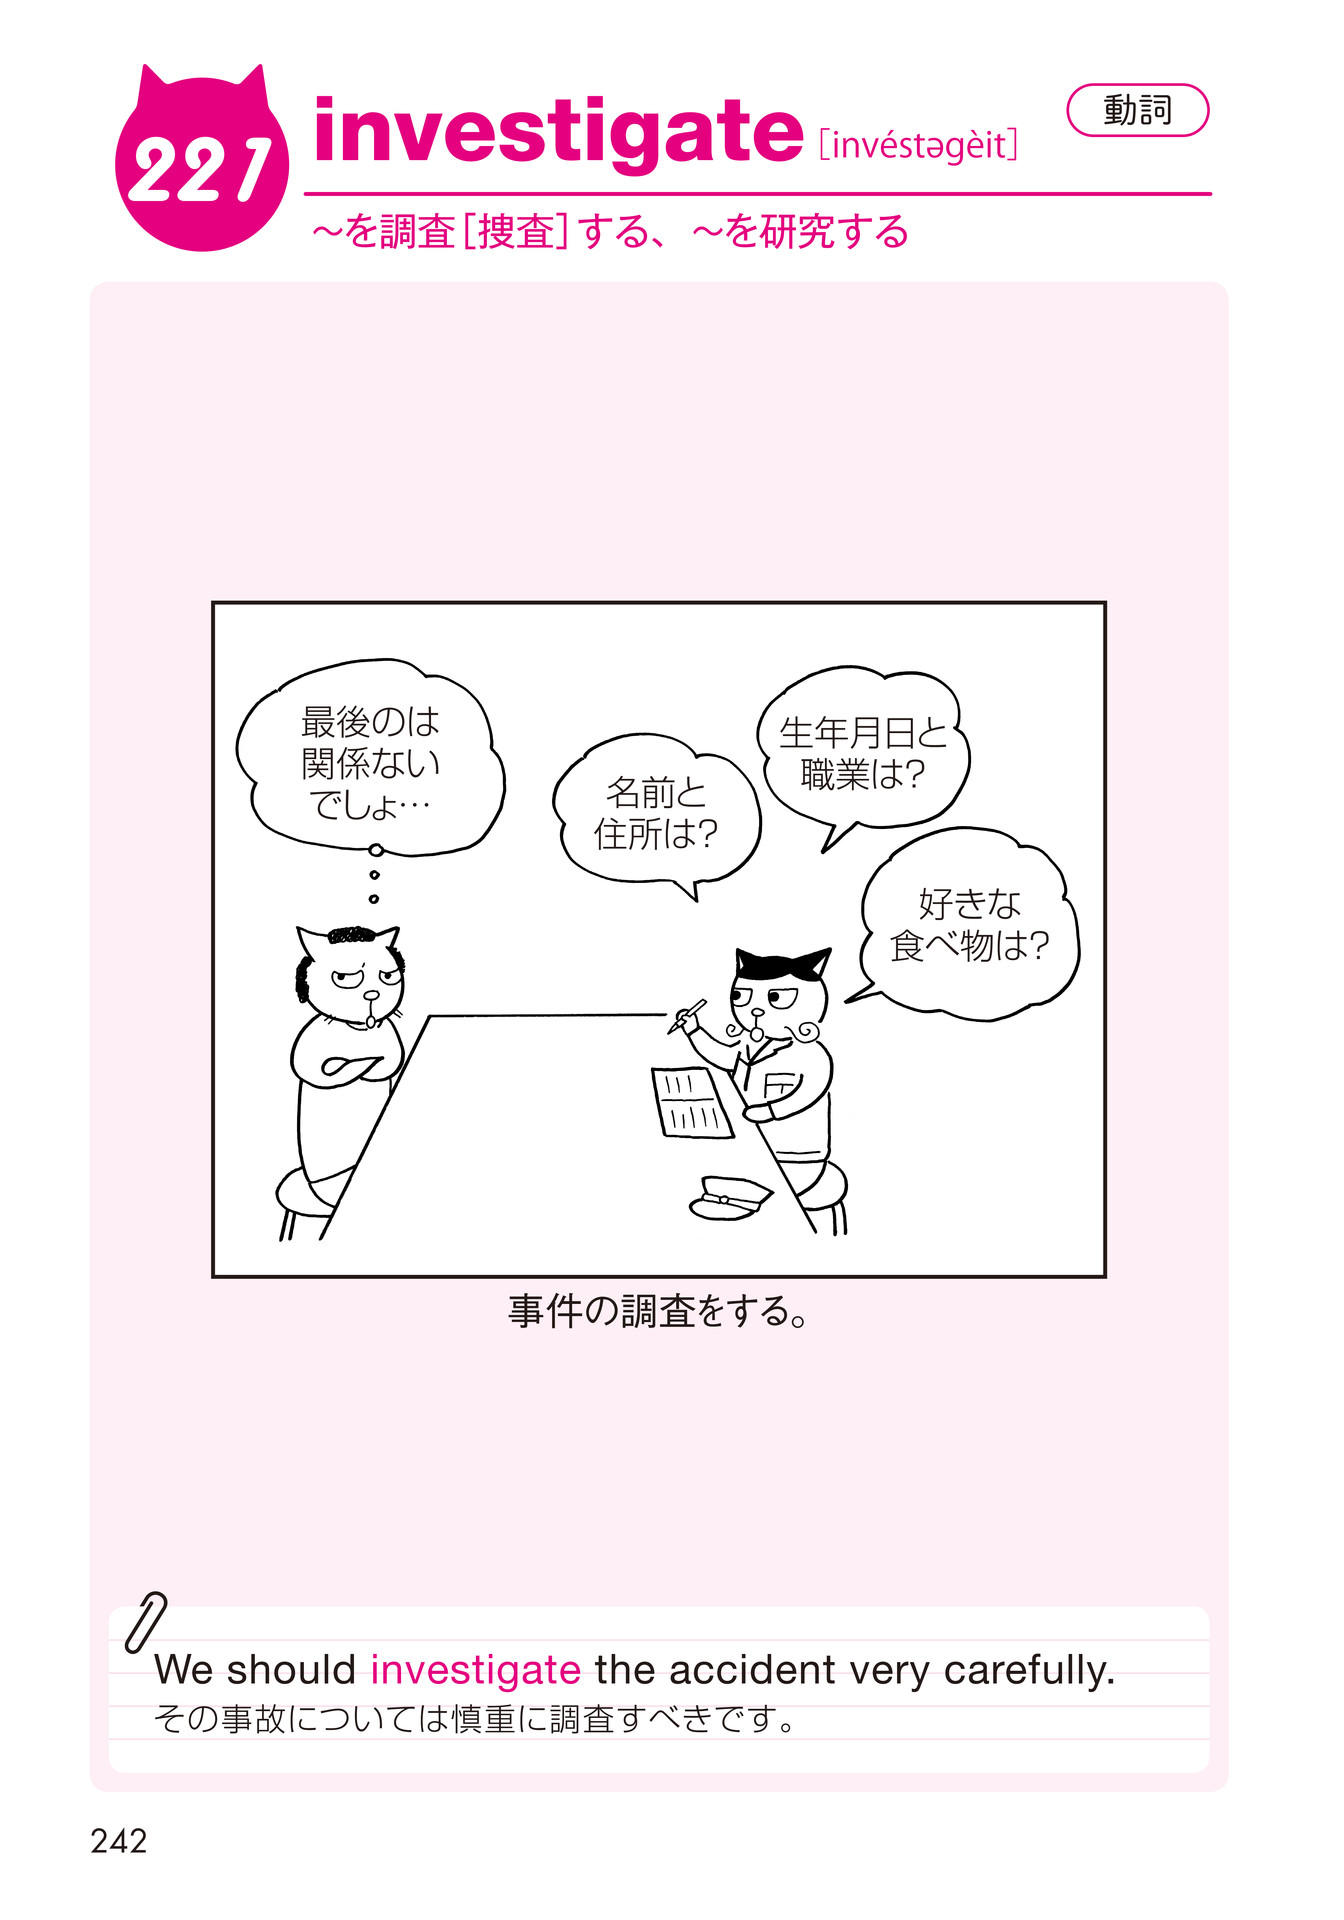 221
investigate [invéstəgèit]
動詞
〜を調査[捜査]する、〜を研究する
最後のは
関係ない
でしょ…
名前と
住所は?
生年月日と
職業は?
好きな
食べ物は?
事件の調査をする。
We should investigate the accident very carefully.
その事故については慎重に調査すべきです。
242